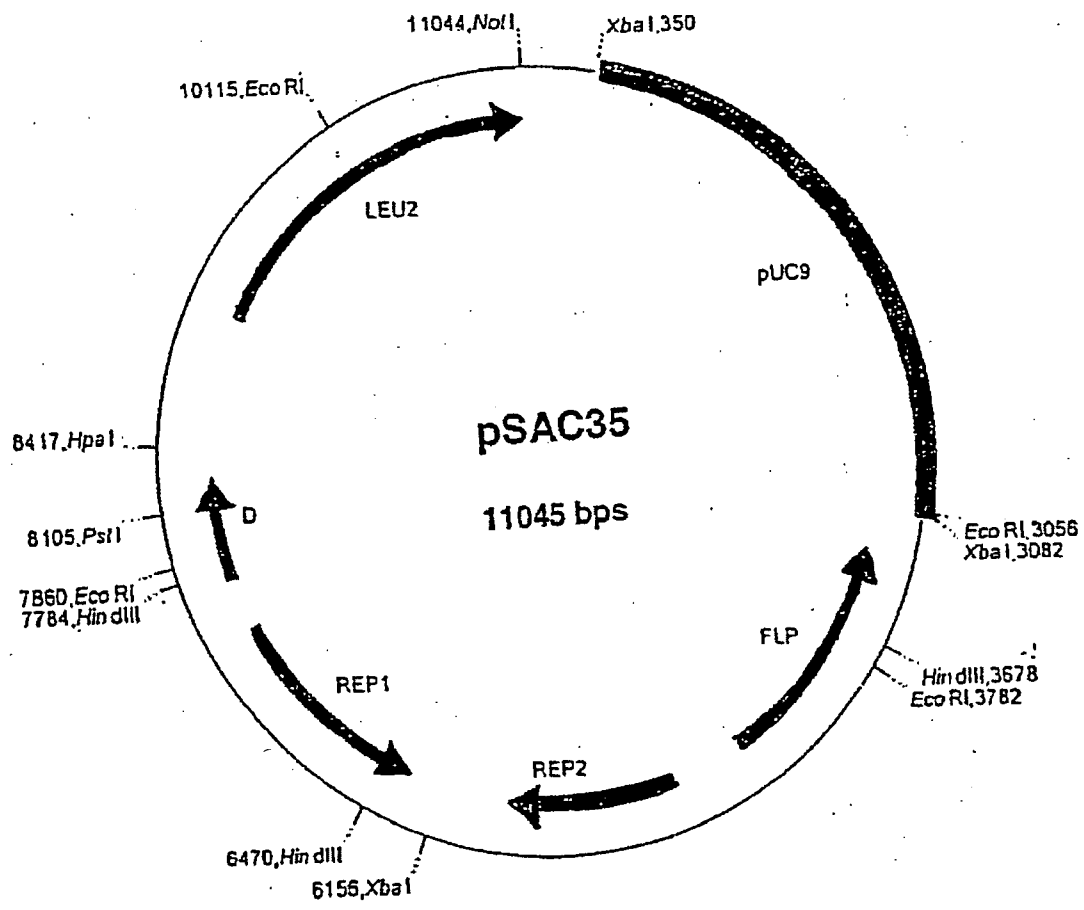 11044,NotI
XbaI,350
10115,EcoRI
LEU2
pUC9
8417,HpaI
pSAC35
D
11045 bps
8105,PstI
EcoRI,3056
XbaI,3082
7860,EcoRI
7784,HindIII
FLP
HindIII,3678
REP1
EcoRI,3782
REP2
6470,HindIII
6156,XbaI